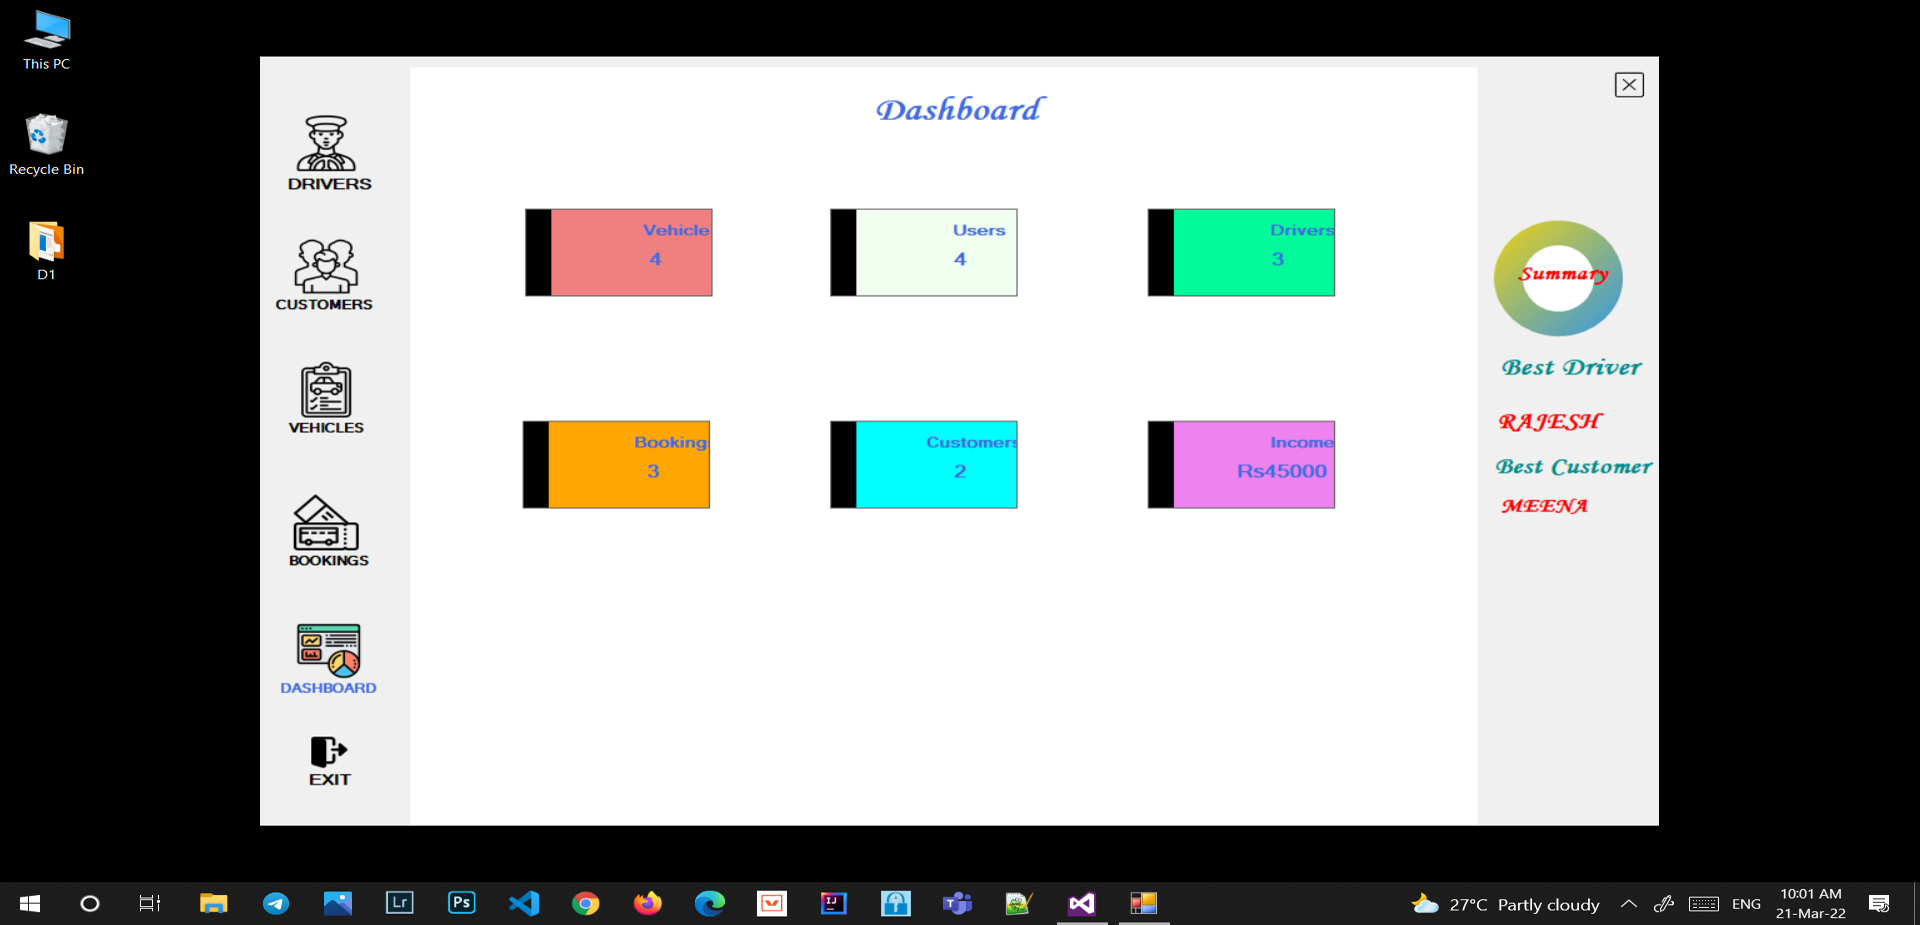 This PC
Recycle Bin
D1
DRIVERS
CUSTOMERS
VEHICLES
BOOKINGS
DASHBOARD
EXIT
Dashboard
Vehicle
4
Users
4
Drivers
3
Booking
3
Customers
2
Income
Rs45000
Summary
Best Driver
RAJESH
Best Customer
MEENA
Lr
Ps
IJ
27°C Partly cloudy
ENG
10:01 AM
21-Mar-22